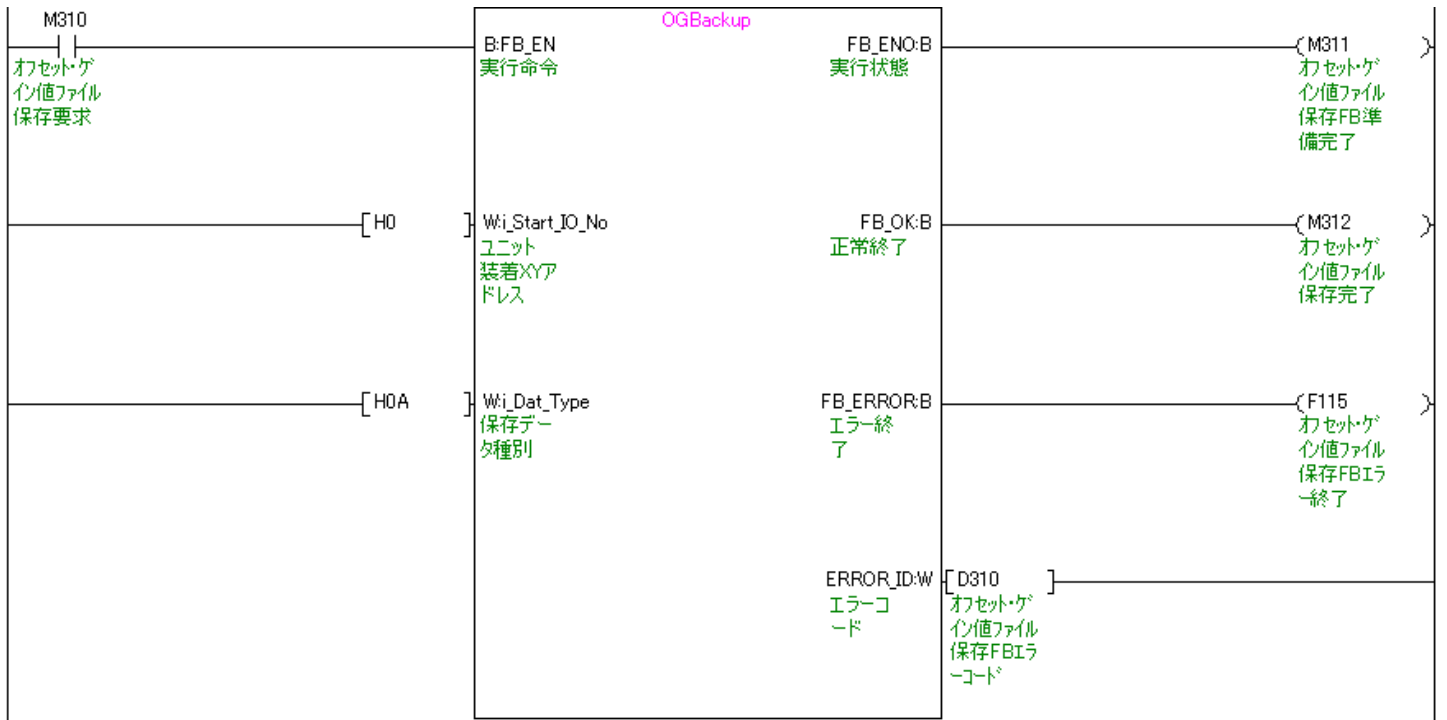 M310
オフセット・ゲ
イン値ファイル
保存要求
OGBackup
B:FB_EN
実行命令
FB_ENO:B
実行状態
M311
オフセット・ゲ
イン値ファイル
保存FB準
備完了
H0
W:i_Start_IO_No
ユニット
装着XYア
ドレス
FB_OK:B
正常終了
M312
オフセット・ゲ
イン値ファイル
保存完了
H0A
W:i_Dat_Type
保存デー
タ種別
FB_ERROR:B
エラー終
了
F115
オフセット・ゲ
イン値ファイル
保存FBエラ
ー終了
ERROR_ID:W
エラーコ
ード
D310
オフセット・ゲ
イン値ファイル
保存FBエラ
ーコード